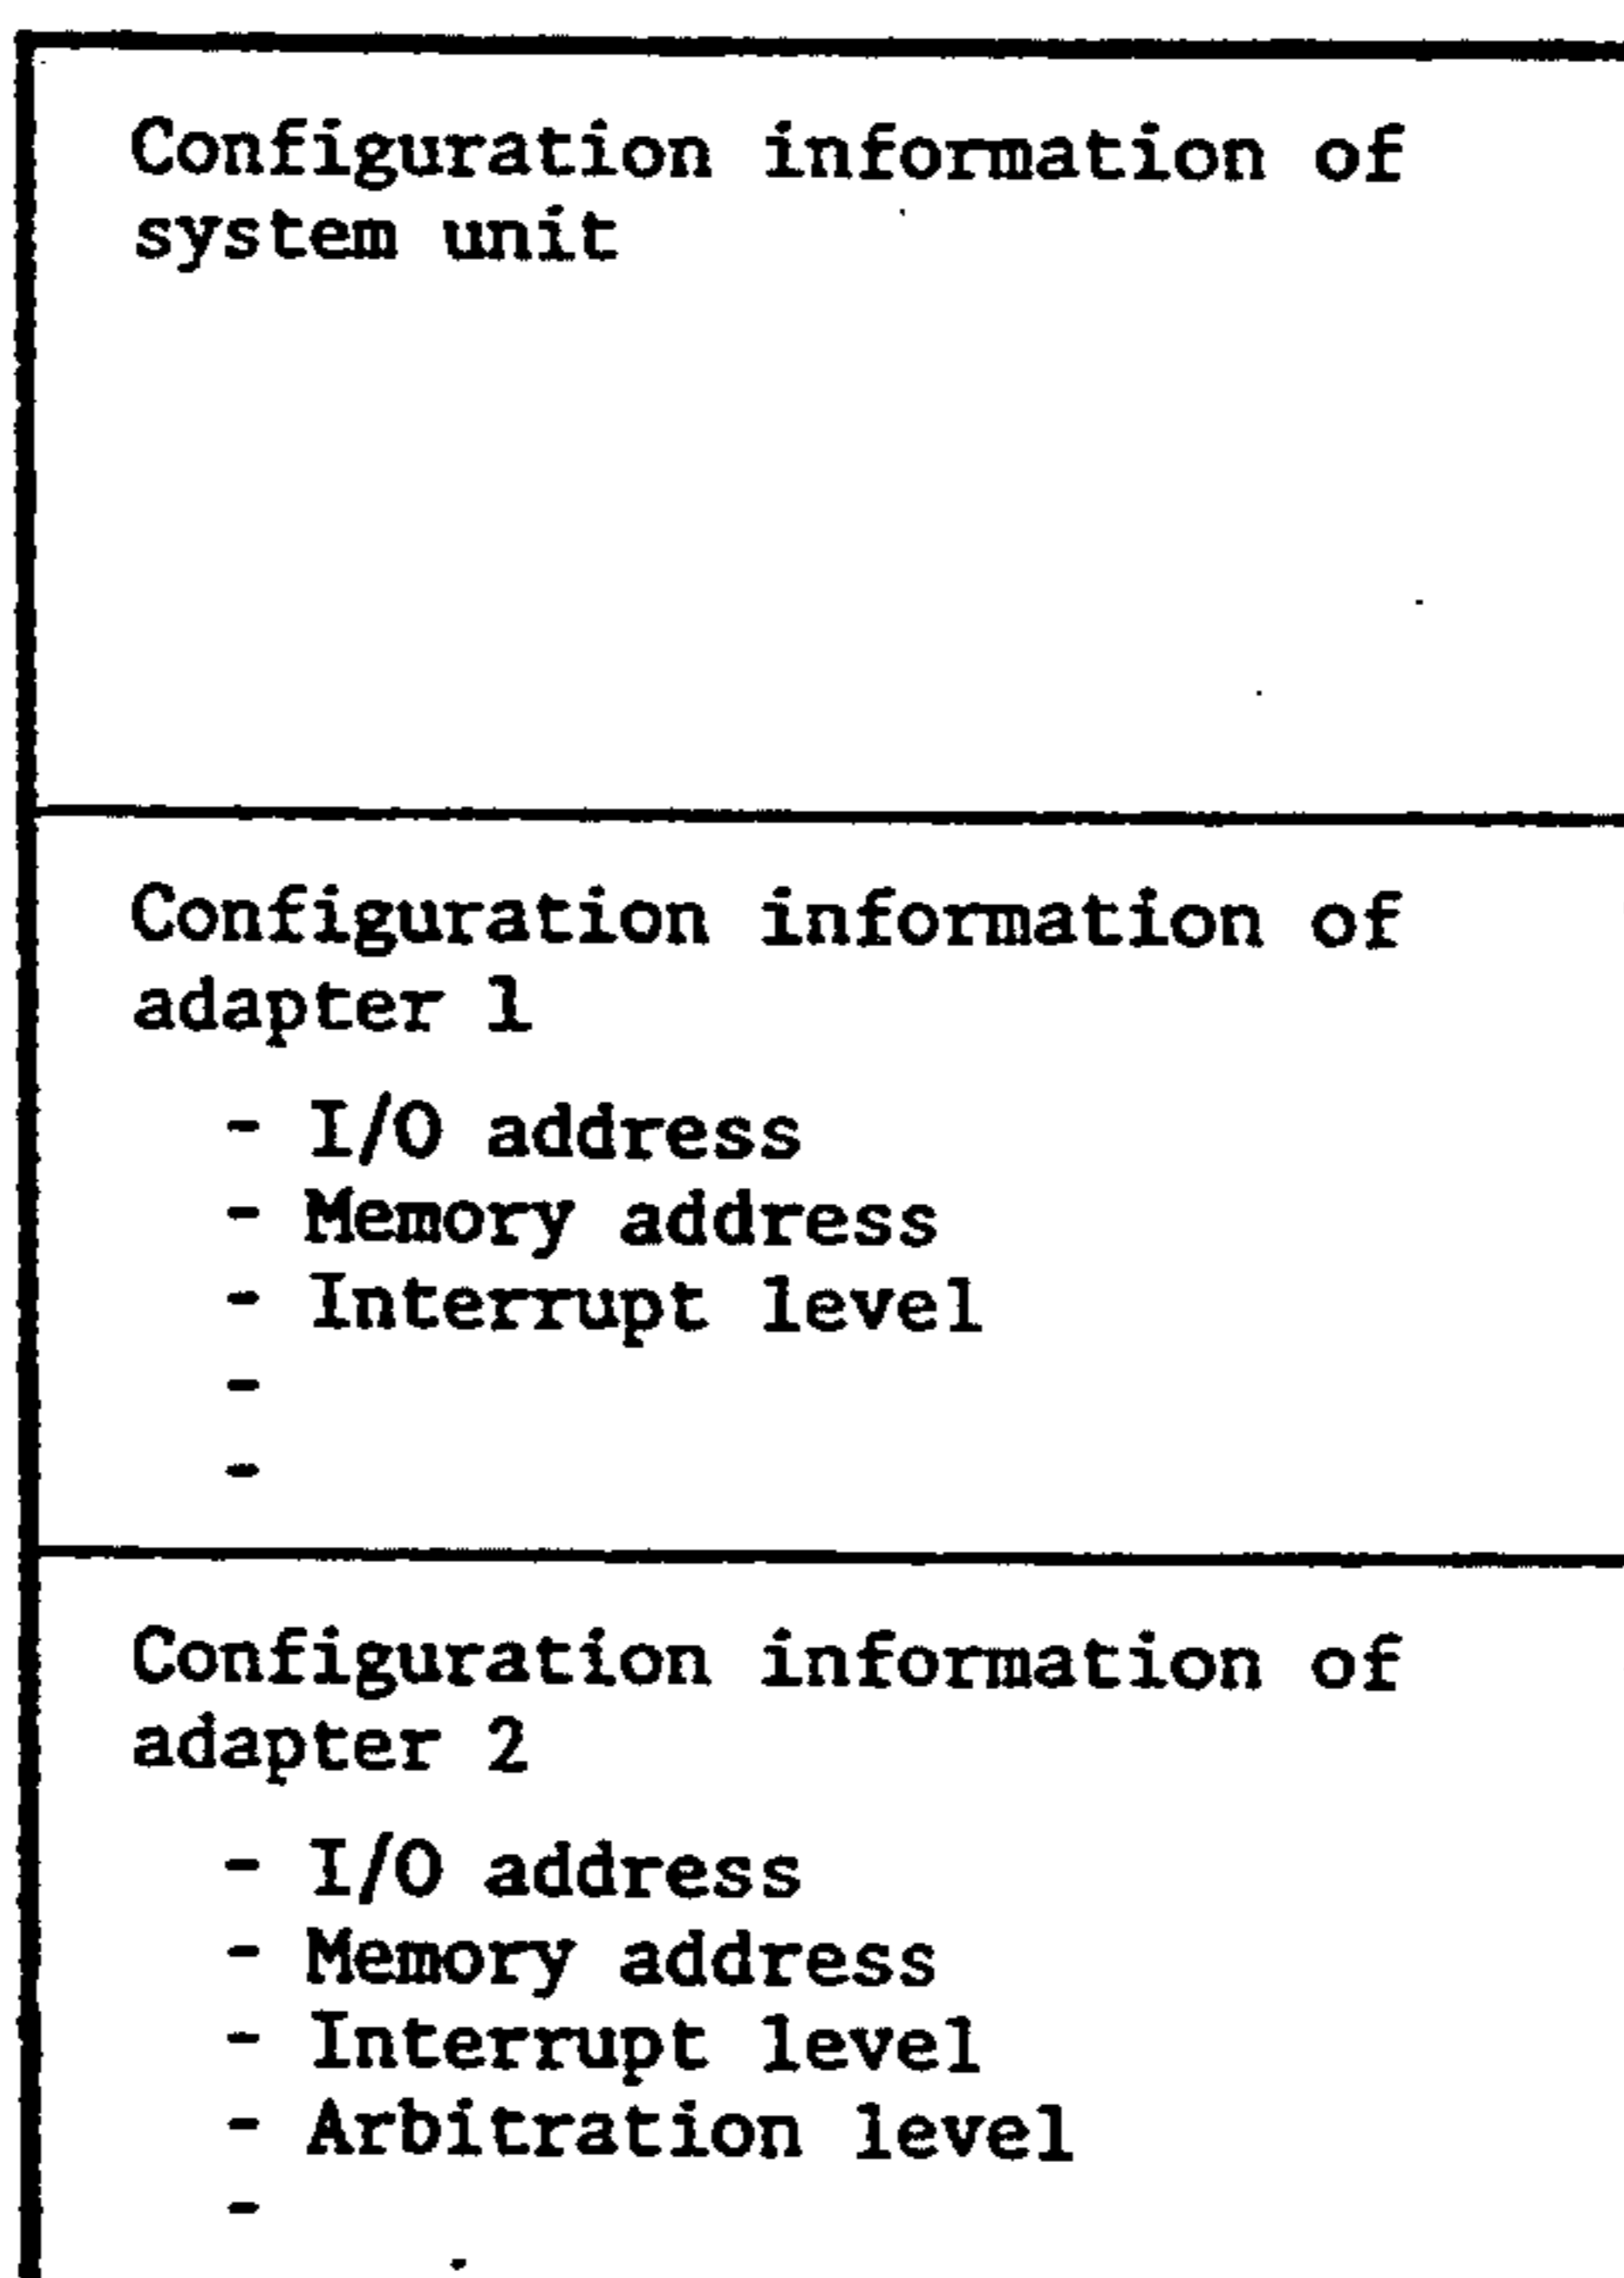 Configuration information of
system unit
Configuration information of
adapter 1
- I/O address
- Memory address
- Interrupt level
-
-
Configuration information of
adapter 2
- I/O address
- Memory address
- Interrupt level
- Arbitration level
-